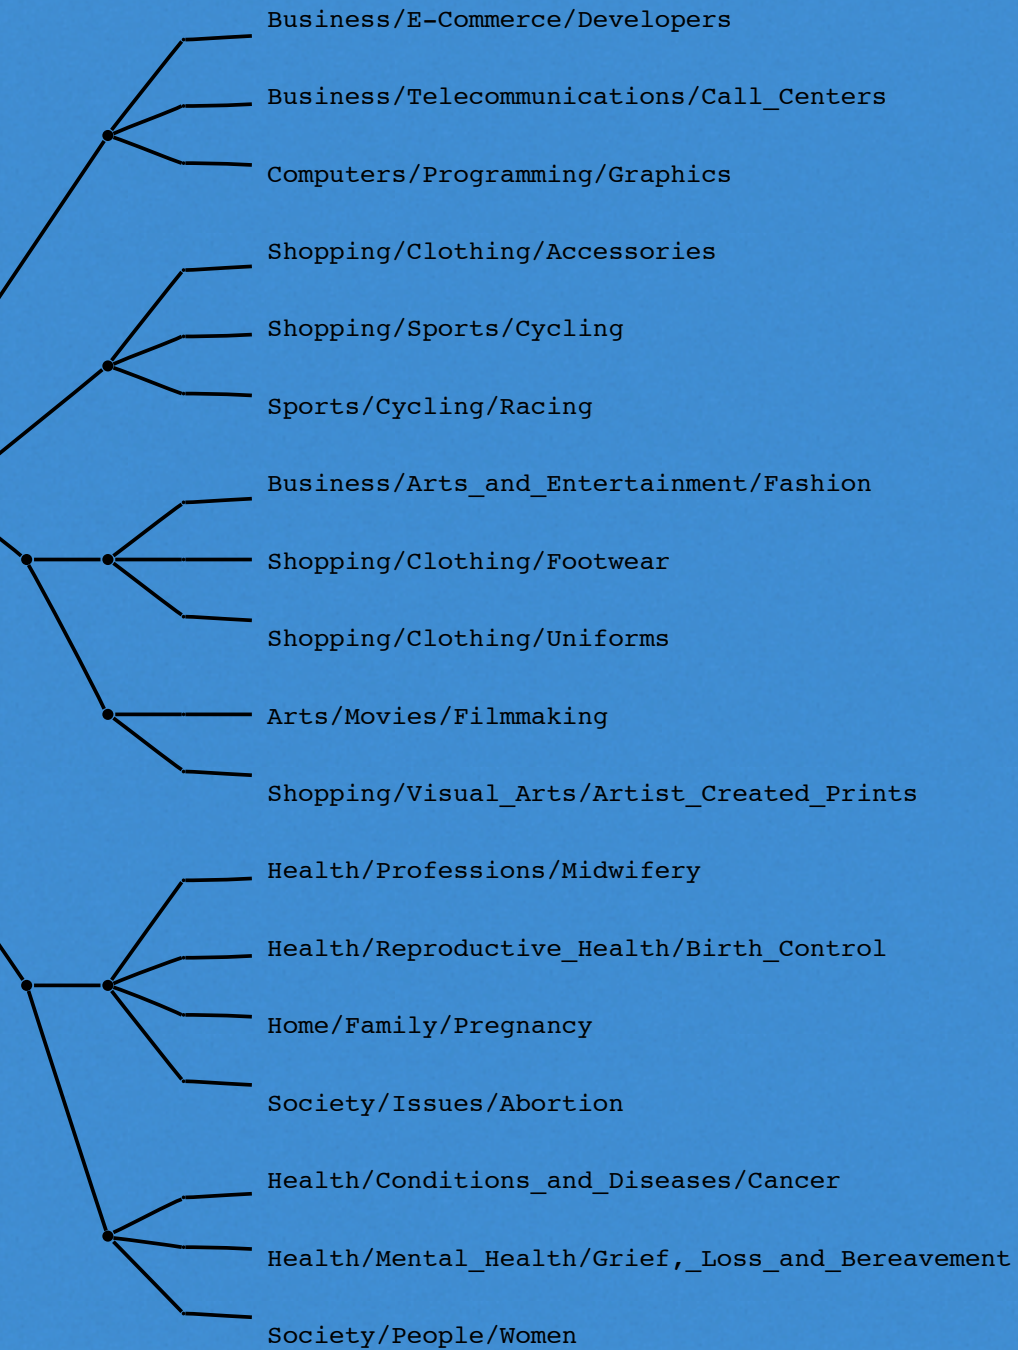 Business/E-Commerce/Developers
Business/Telecommunications/Call_Centers
Computers/Programming/Graphics
Shopping/Clothing/Accessories
Shopping/Sports/Cycling
Sports/Cycling/Racing
Business/Arts_and_Entertainment/Fashion
Shopping/Clothing/Footwear
Shopping/Clothing/Uniforms
Arts/Movies/Filmmaking
Shopping/Visual_Arts/Artist_Created_Prints
Health/Professions/Midwifery
Health/Reproductive_Health/Birth_Control
Home/Family/Pregnancy
Society/Issues/Abortion
Health/Conditions_and_Diseases/Cancer
Health/Mental_Health/Grief,_Loss_and_Bereavement
Society/People/Women